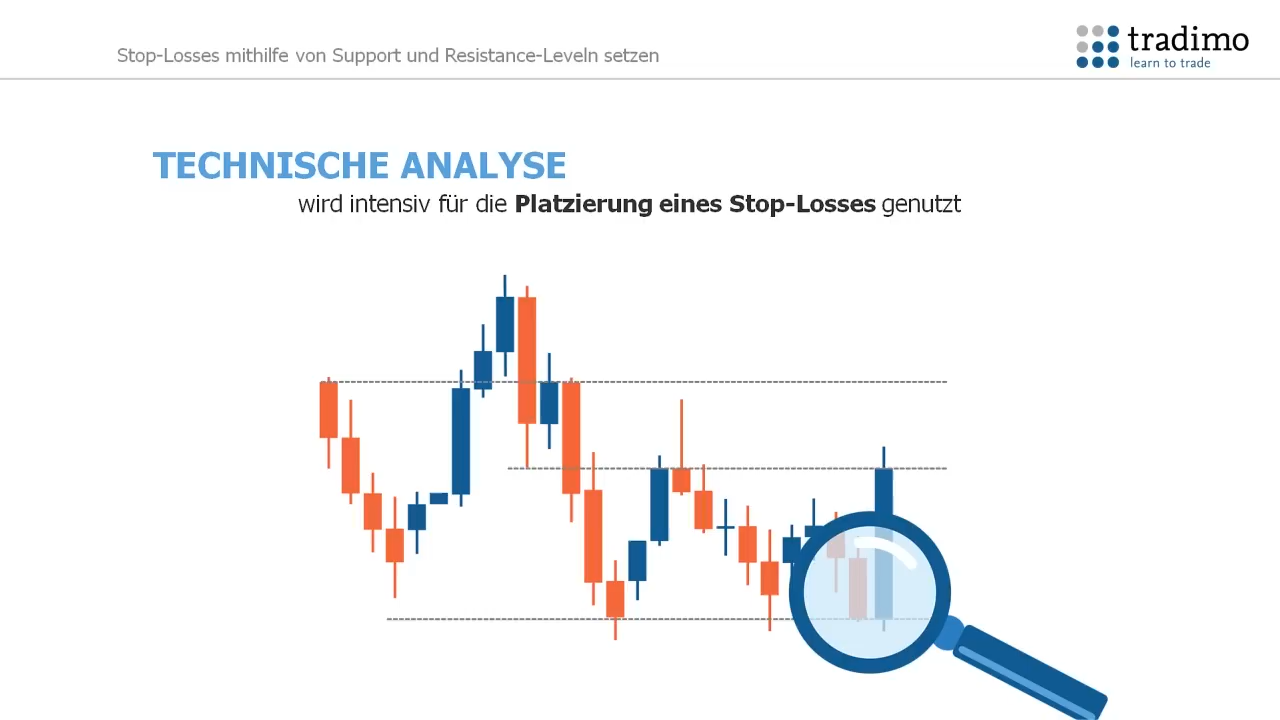 Stop-Losses mithilfe von Support und Resistance-Leveln setzen
tradimo
learn to trade
TECHNISCHE ANALYSE
wird intensiv für die Platzierung eines Stop-Losses genutzt